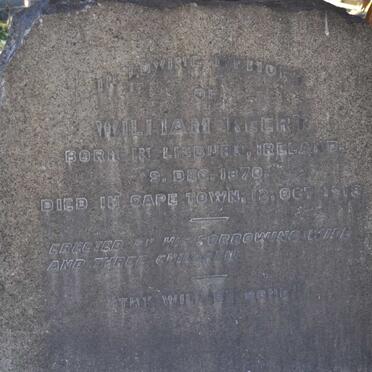 IN LOVING MEMORY
OF
WILLIAM
BORN IN LISBURN, IRELAND.
9. DEC. 1870
DIED IN CAPE TOWN, OCT. 1918
ERECTED BY HIS SORROWING WIFE
AND THREE CHILDREN
THY WILL BE DONE